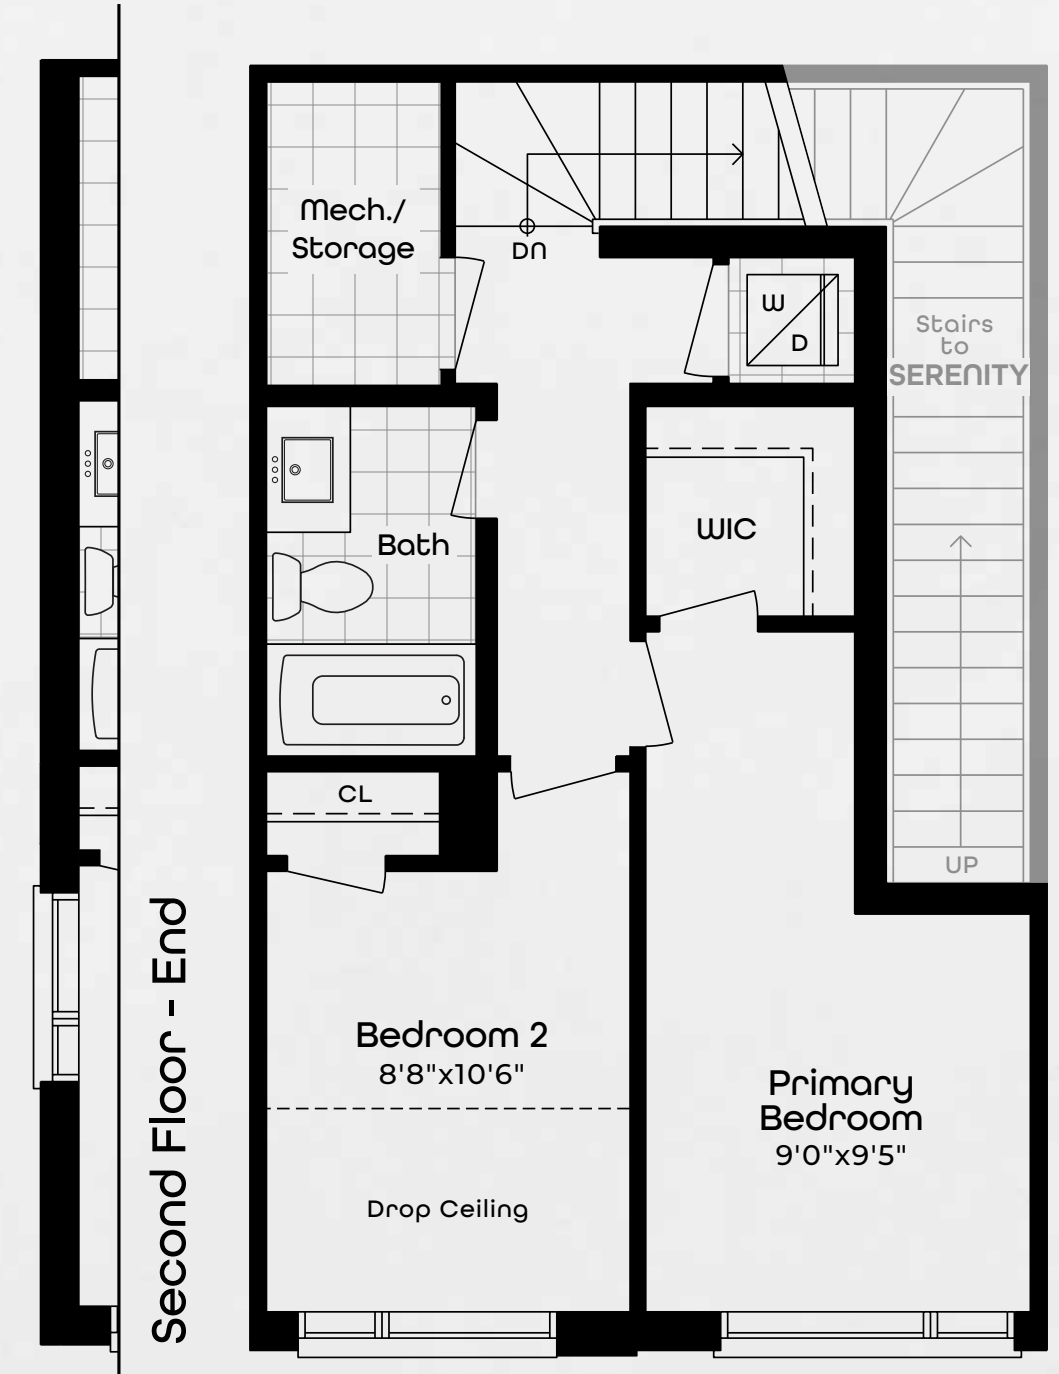 Mech./
Storage
DN
W
D
Stairs
to
SERENITY
WIC
Bath
CL
UP
Second Floor - End
Bedroom 2
8'8"x10'6"
Primary
Bedroom
9'0"x9'5"
Drop Ceiling